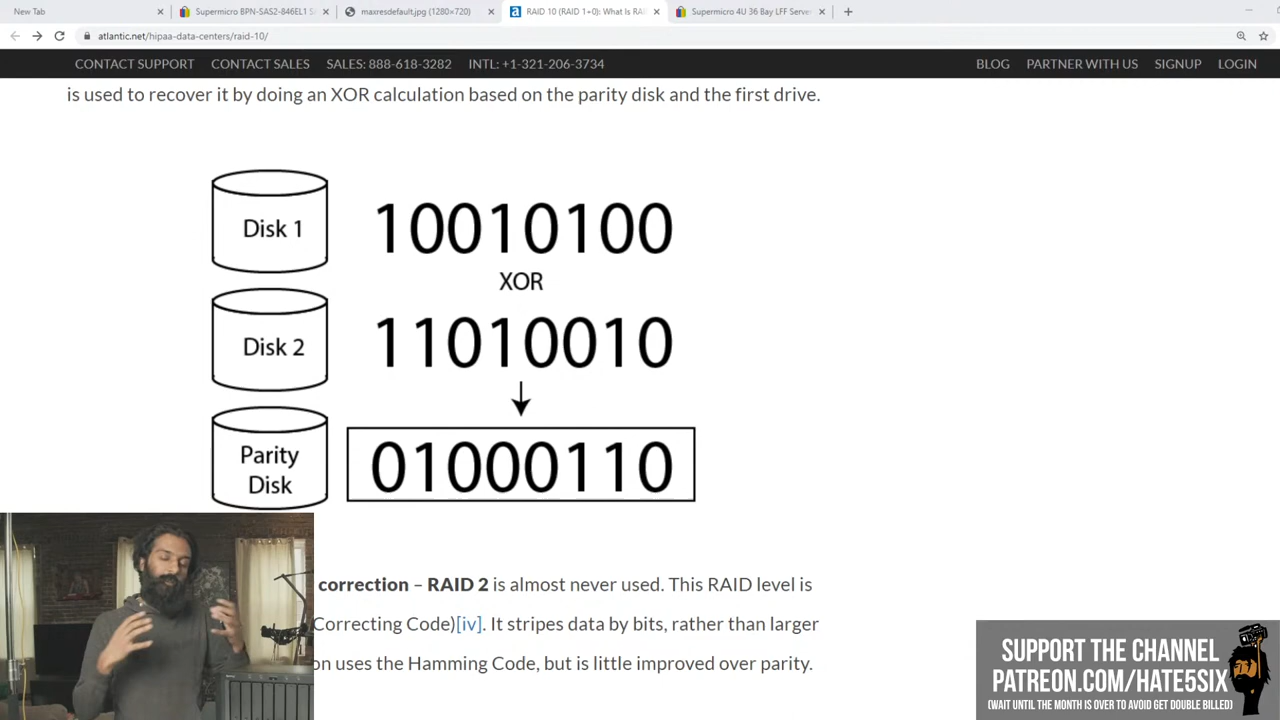 New Tab
Supermicro BPN-SAS2-846EL1 S
maxresdefault.jpg (1280×720)
RAID 10 (RAID 1+0): What Is RAI
Supermicro 4U 36 Bay LFF Server
atlantic.net/hipaa-data-centers/raid-10/
CONTACT SUPPORT CONTACT SALES SALES: 888-618-3282 INTL: +1-321-206-3734 BLOG PARTNER WITH US SIGNUP LOGIN
is used to recover it by doing an XOR calculation based on the parity disk and the first drive.
Disk 1 10010100
XOR
Disk 2 11010010
Parity
Disk
01000110
correction – RAID 2 is almost never used. This RAID level is
Correcting Code)[iv]. It stripes data by bits, rather than larger
on uses the Hamming Code, but is little improved over parity.
SUPPORT THE CHANNEL
PATREON.COM/HATE5SIX
(WAIT UNTIL THE MONTH IS OVER TO AVOID GET DOUBLE BILLED)